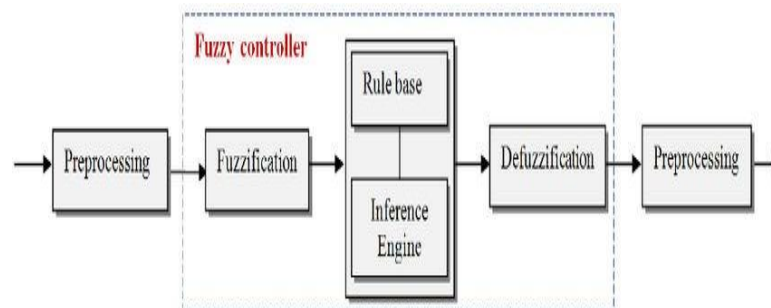 Fuzzy controller
Preprocessing
Fuzzification
Rule base
Inference
Engine
Defuzzification
Preprocessing